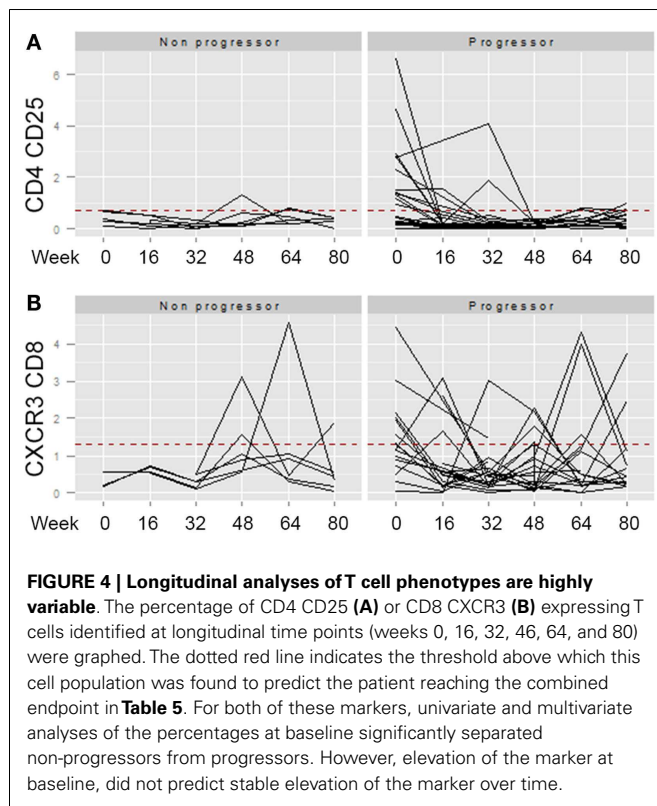 A
Non progressor
Progressor
CD4 CD25
6
4
2
0
Week 0 16 32 48 64 80 0 16 32 48 64 80
B
Non progressor
Progressor
CXCR3 CD8
4
3
2
1
0
Week 0 16 32 48 64 80 0 16 32 48 64 80
FIGURE 4 | Longitudinal analyses of T cell phenotypes are highly
variable. The percentage of CD4 CD25 (A) or CD8 CXCR3 (B) expressing T
cells identified at longitudinal time points (weeks 0, 16, 32, 46, 64, and 80)
were graphed. The dotted red line indicates the threshold above which this
cell population was found to predict the patient reaching the combined
endpoint in Table 5. For both of these markers, univariate and multivariate
analyses of the percentages at baseline significantly separated
non-progressors from progressors. However, elevation of the marker at
baseline, did not predict stable elevation of the marker over time.